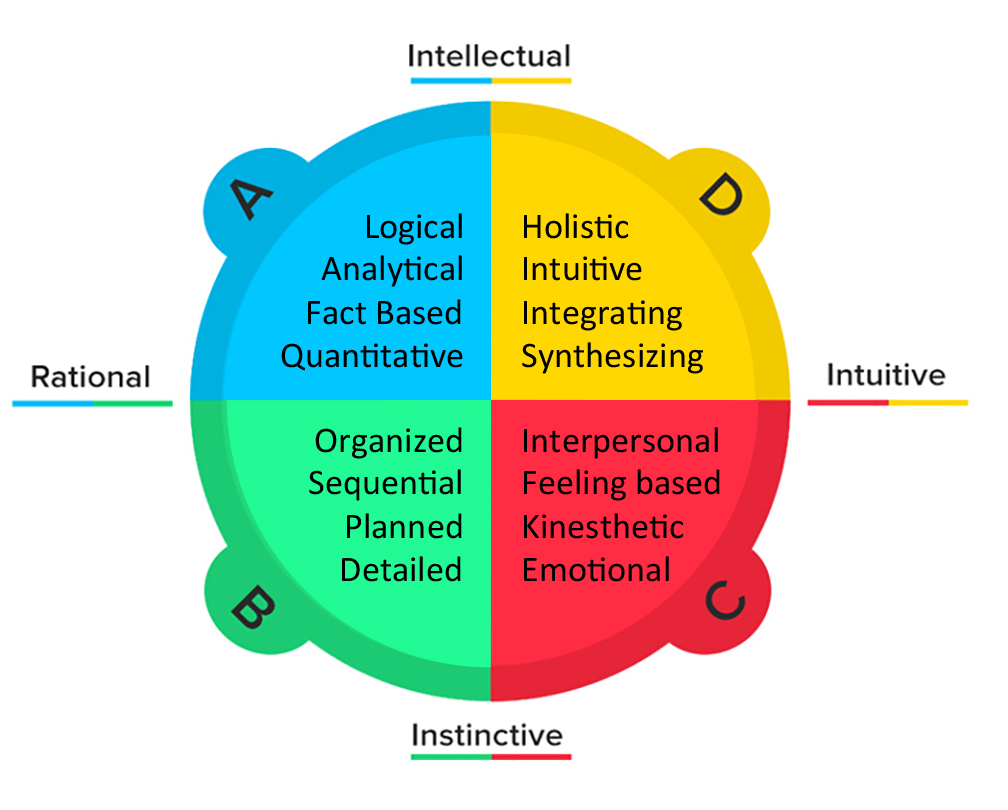 Intellectual
A
D
Logical
Analytical
Fact Based
Quantitative
Holistic
Intuitive
Integrating
Synthesizing
Rational
Intuitive
Organized
Sequential
Planned
Detailed
Interpersonal
Feeling based
Kinesthetic
Emotional
B
C
Instinctive